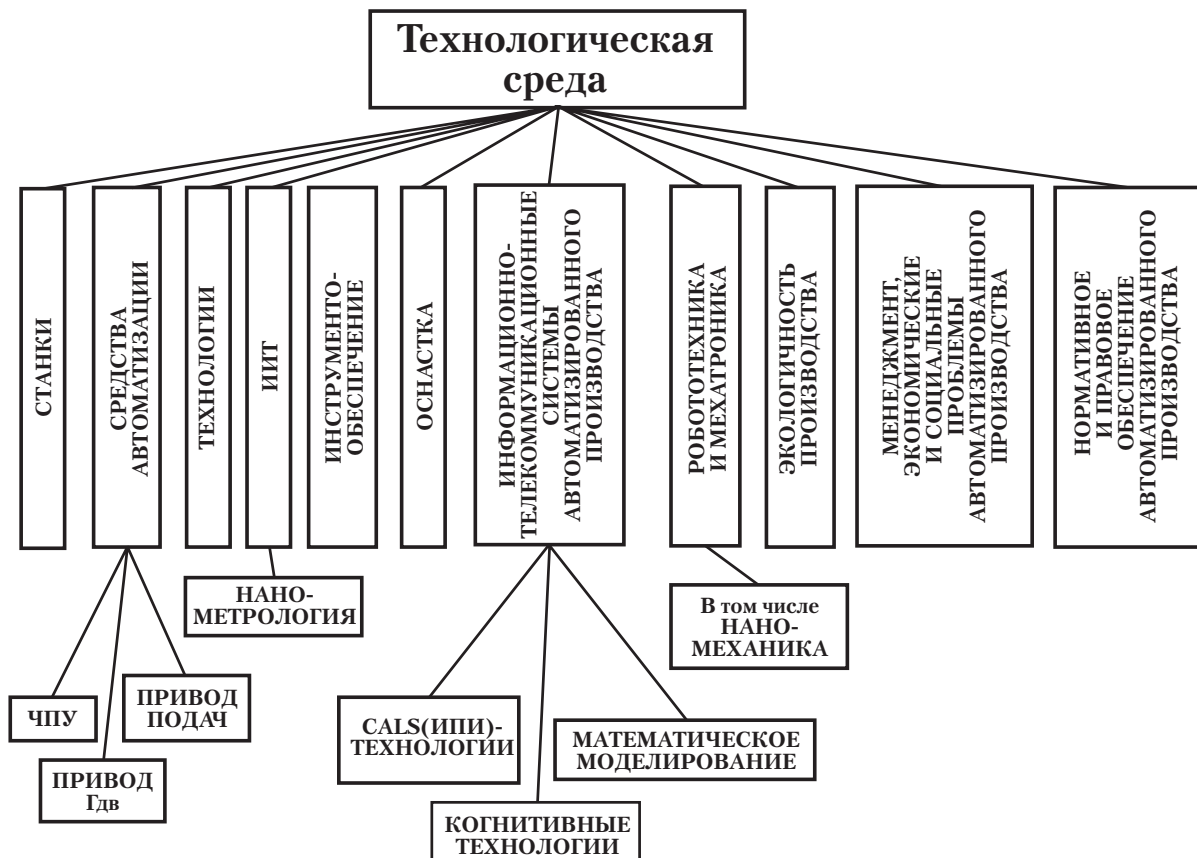 Технологическая
среда
СТАНКИ
СРЕДСТВА
АВТОМАТИЗАЦИИ
ТЕХНОЛОГИИ
ИИТ
ИНСТРУМЕНТО-
ОБЕСПЕЧЕНИЕ
ОСНАСТКА
ИНФОРМАЦИОННО-
ТЕЛЕКОММУНИКАЦИОННЫЕ
СИСТЕМЫ
АВТОМАТИЗИРОВАННОГО
ПРОИЗВОДСТВА
РОБОТОТЕХНИКА
И МЕХАТРОНИКА
ЭКОЛОГИЧНОСТЬ
ПРОИЗВОДСТВА
МЕНЕДЖМЕНТ,
ЭКОНОМИЧЕСКИЕ
И СОЦИАЛЬНЫЕ
ПРОБЛЕМЫ
АВТОМАТИЗИРОВАННОГО
ПРОИЗВОДСТВА
НОРМАТИВНОЕ
И ПРАВОВОЕ
ОБЕСПЕЧЕНИЕ
АВТОМАТИЗИРОВАННОГО
ПРОИЗВОДСТВА
НАНО-
МЕТРОЛОГИЯ
В том числе
НАНО-
МЕХАНИКА
ЧПУ
ПРИВОД
ПОДАЧ
ПРИВОД
Гдв
CALS(ИПИ)-
ТЕХНОЛОГИИ
МАТЕМАТИЧЕСКОЕ
МОДЕЛИРОВАНИЕ
КОГНИТИВНЫЕ
ТЕХНОЛОГИИ